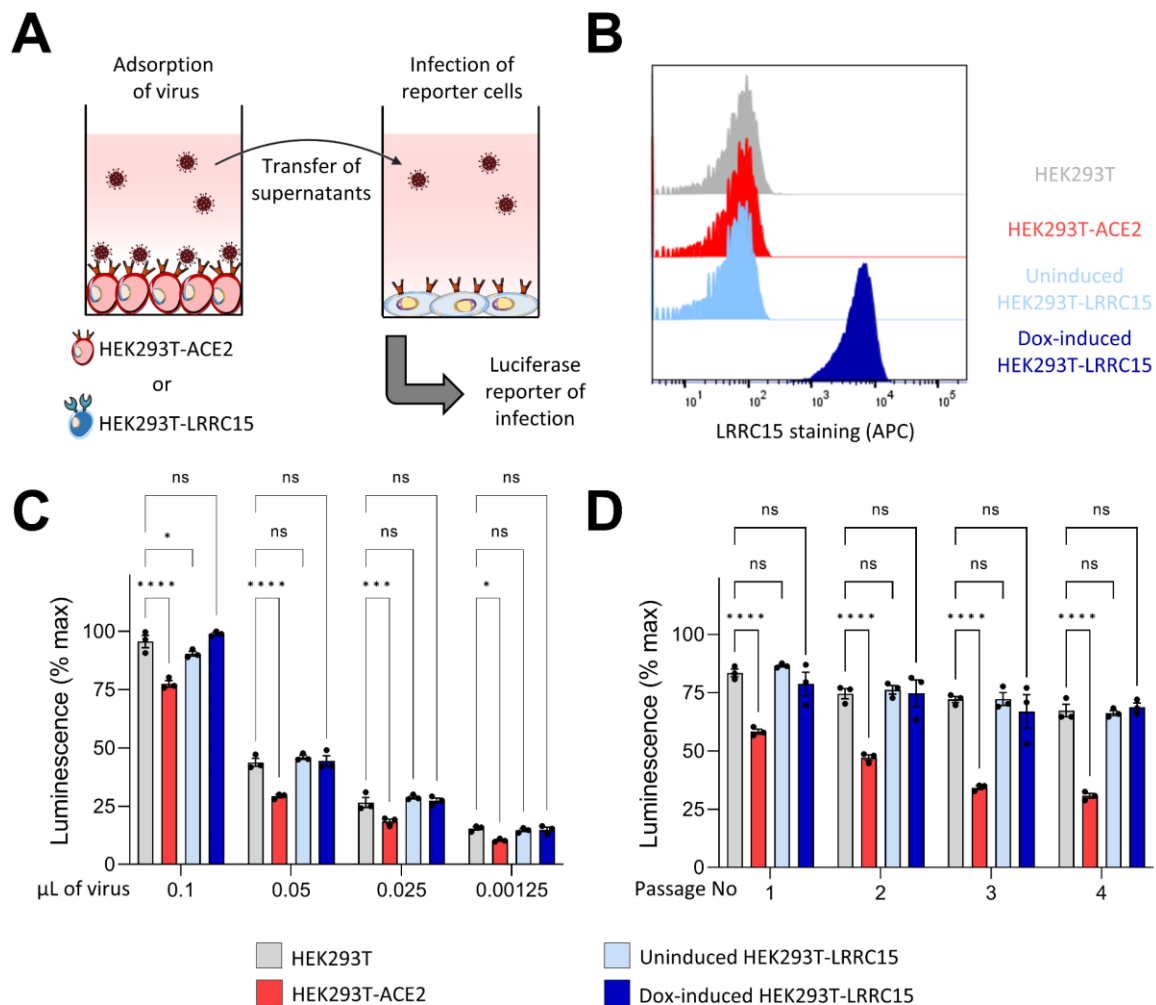 A
Adsorption
of virus
Infection of
reporter cells
Transfer of
supernatants
HEK293T-ACE2
or
HEK293T-LRRC15
Luciferase
reporter of
infection
B
HEK293T
HEK293T-ACE2
Uninduced
HEK293T-LRRC15
Dox-induced
HEK293T-LRRC15
10¹ 10² 10³ 10⁴ 10⁵
LRRC15 staining (APC)
C
ns ns ns ns
* ns ns ns
**** **** *** *
Luminescence (% max)
100
75
50
25
0
µL of virus 0.1 0.05 0.025 0.00125
D
ns ns ns ns
ns ns ns ns
**** **** **** ****
Luminescence (% max)
100
75
50
25
0
Passage No 1 2 3 4
HEK293T
HEK293T-ACE2
Uninduced HEK293T-LRRC15
Dox-induced HEK293T-LRRC15